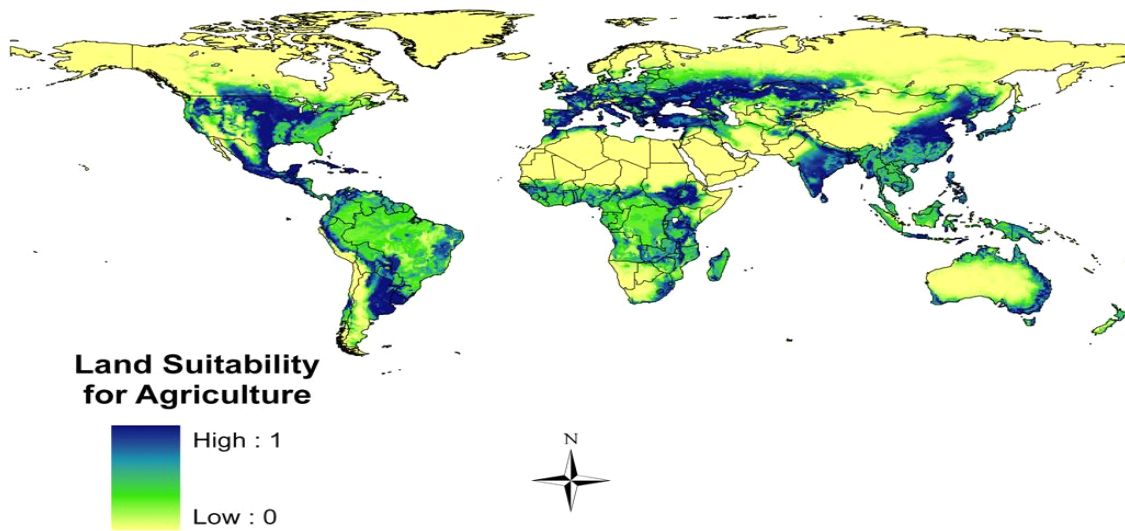 Land Suitability
for Agriculture
High : 1
Low : 0
N